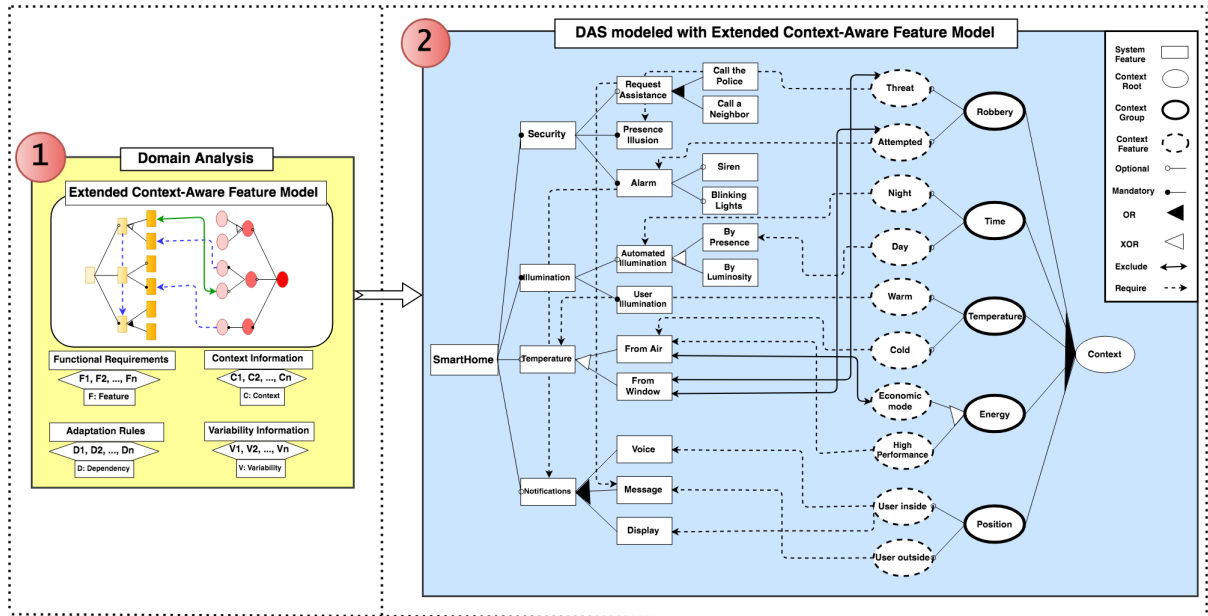 1
Domain Analysis
Extended Context-Aware Feature Model
Functional Requirements
F1, F2, ..., Fn
F: Feature
Context Information
C1, C2, ..., Cn
C: Context
Adaptation Rules
D1, D2, ..., Dn
D: Dependency
Variability Information
V1, V2, ..., Vn
V: Variability
2
DAS modeled with Extended Context-Aware Feature Model
SmartHome
Security
Illumination
Temperature
Notifications
Request
Assistance
Presence
Illusion
Alarm
Automated
Illumination
User
Illumination
From Air
From
Window
Voice
Message
Display
Call the
Police
Call a
Neighbor
Siren
Blinking
Lights
By
Presence
By
Luminosity
Threat
Attempted
Night
Day
Warm
Cold
Economic
mode
High
Performance
User inside
User outside
Robbery
Time
Temperature
Energy
Position
Context
System
Feature
Context
Root
Context
Group
Context
Feature
Optional
Mandatory
OR
XOR
Exclude
Require